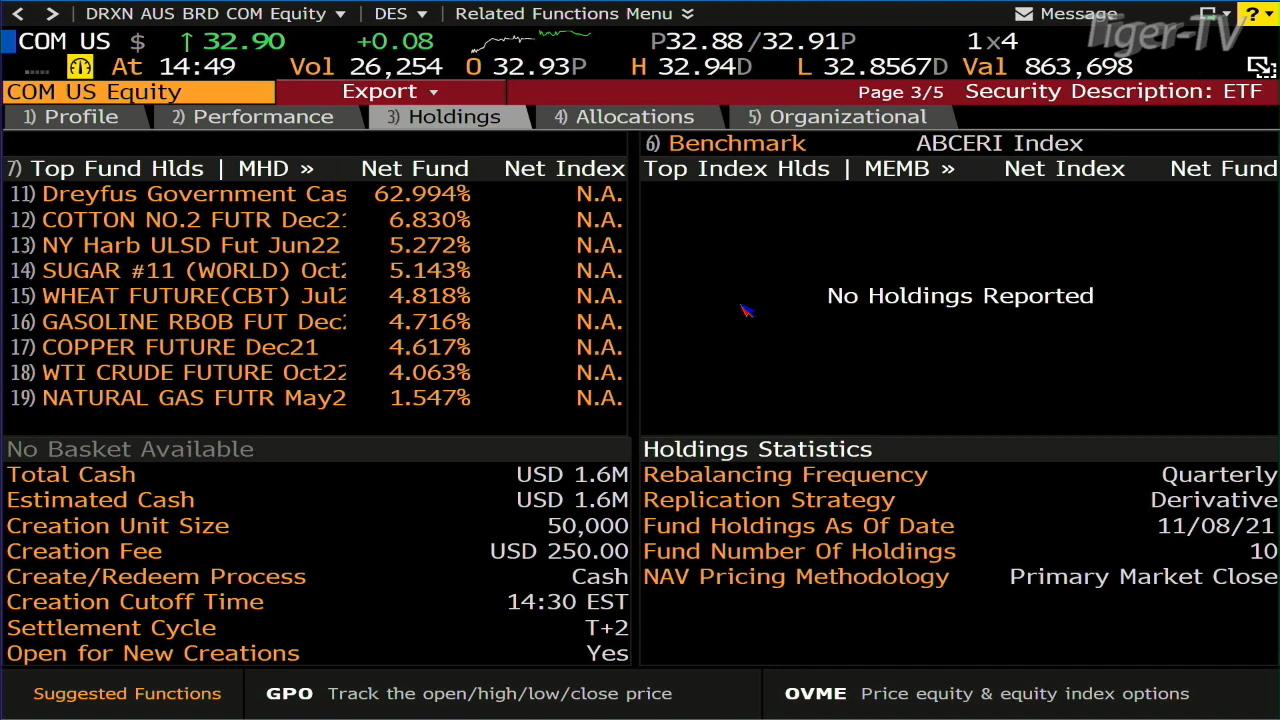 < > DRXN AUS BRD COM Equity ▾ DES ▾ Related Functions Menu Message ?
Tiger-TV
COM US $ ↑ 32.90 +0.08 P32.88/32.91P 1x4
At 14:49 Vol 26,254 O 32.93P H 32.94D L 32.8567D Val 863,698
COM US Equity Export ▾ Page 3/5 Security Description: ETF
1) Profile 2) Performance 3) Holdings 4) Allocations 5) Organizational
6) Benchmark ABCERI Index
7) Top Fund Hlds | MHD » Net Fund Net Index
Top Index Hlds | MEMB » Net Index Net Fund
11) Dreyfus Government Cas 62.994% N.A.
12) COTTON NO.2 FUTR Dec21 6.830% N.A.
13) NY Harb ULSD Fut Jun22 5.272% N.A.
14) SUGAR #11 (WORLD) Oct2 5.143% N.A.
15) WHEAT FUTURE(CBT) Jul2 4.818% N.A.
16) GASOLINE RBOB FUT Dec2 4.716% N.A.
17) COPPER FUTURE Dec21 4.617% N.A.
18) WTI CRUDE FUTURE Oct22 4.063% N.A.
19) NATURAL GAS FUTR May2 1.547% N.A.
No Holdings Reported
No Basket Available
Total Cash USD 1.6M
Estimated Cash USD 1.6M
Creation Unit Size 50,000
Creation Fee USD 250.00
Create/Redeem Process Cash
Creation Cutoff Time 14:30 EST
Settlement Cycle T+2
Open for New Creations Yes
Holdings Statistics
Rebalancing Frequency Quarterly
Replication Strategy Derivative
Fund Holdings As Of Date 11/08/21
Fund Number Of Holdings 10
NAV Pricing Methodology Primary Market Close
Suggested Functions GPO Track the open/high/low/close price OVME Price equity & equity index options